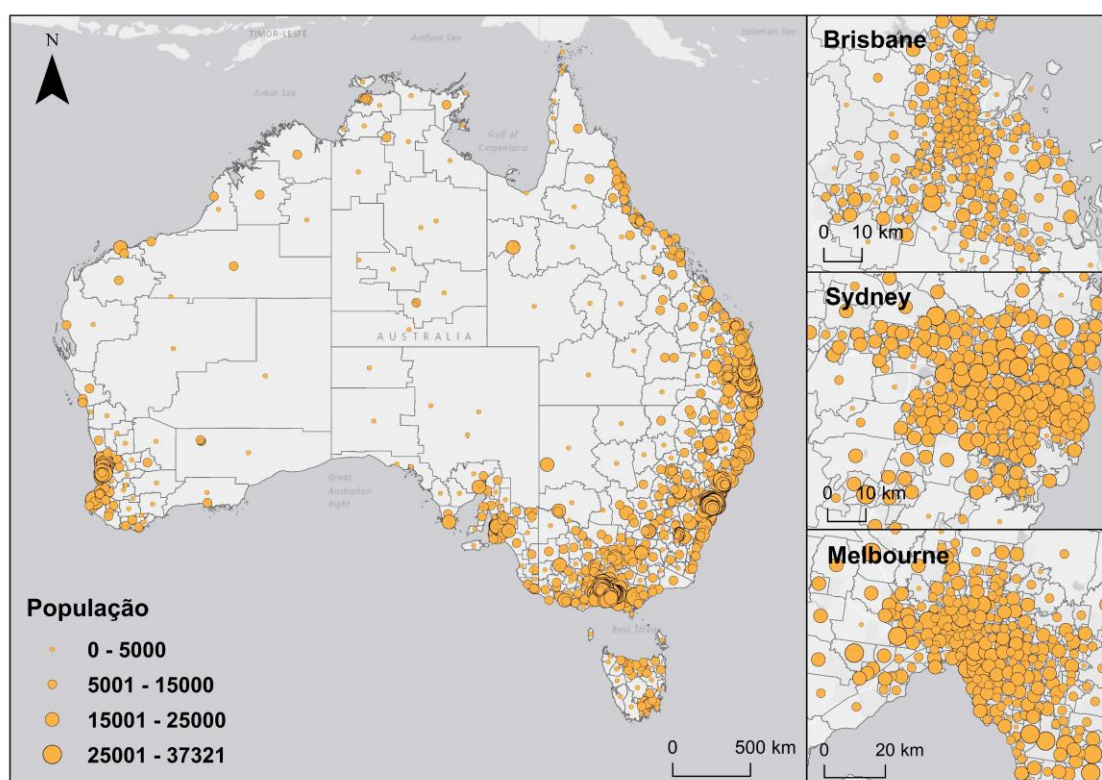 N
TIMOR-LESTE
Arafura Sea
Solomon Sea
Timor Sea
Gulf of
Carpentaria
AUSTRALIA
Great
Australian
Bight
Bass Strait
População
0 - 5000
5001 - 15000
15001 - 25000
25001 - 37321
0 500 km
Brisbane
0 10 km
Sydney
0 10 km
Melbourne
0 20 km